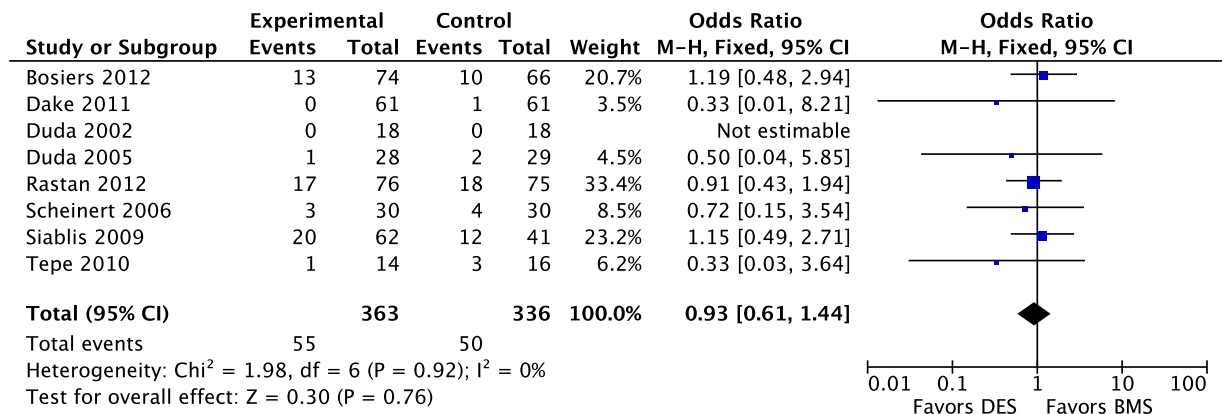 Experimental Control Odds Ratio Odds Ratio
Study or Subgroup Events Total Events Total Weight M-H, Fixed, 95% CI M-H, Fixed, 95% CI
Bosiers 2012 13 74 10 66 20.7% 1.19 [0.48, 2.94]
Dake 2011 0 61 1 61 3.5% 0.33 [0.01, 8.21]
Duda 2002 0 18 0 18 Not estimable
Duda 2005 1 28 2 29 4.5% 0.50 [0.04, 5.85]
Rastan 2012 17 76 18 75 33.4% 0.91 [0.43, 1.94]
Scheinert 2006 3 30 4 30 8.5% 0.72 [0.15, 3.54]
Siablis 2009 20 62 12 41 23.2% 1.15 [0.49, 2.71]
Tepe 2010 1 14 3 16 6.2% 0.33 [0.03, 3.64]
Total (95% CI) 363 336 100.0% 0.93 [0.61, 1.44]
Total events 55 50
Heterogeneity: Chi² = 1.98, df = 6 (P = 0.92); I² = 0%
Test for overall effect: Z = 0.30 (P = 0.76)
0.01 0.1 1 10 100
Favors DES Favors BMS